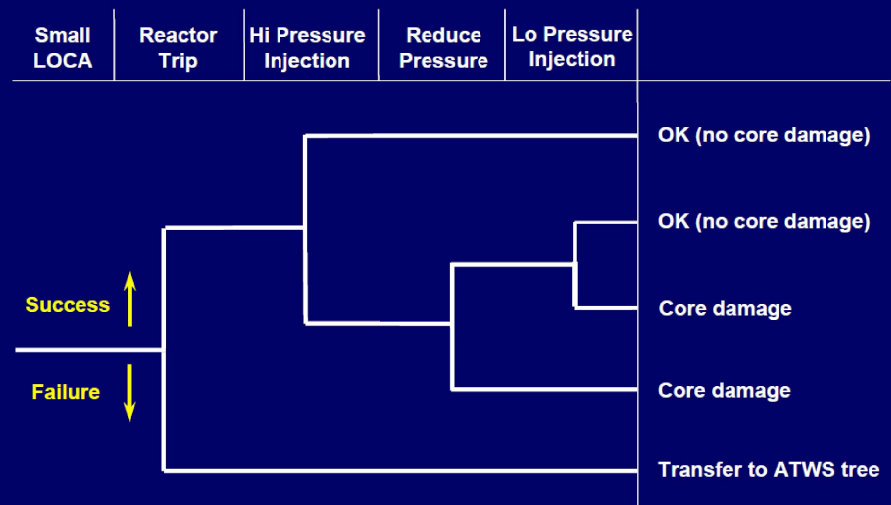 Small
LOCA
Reactor
Trip
Hi Pressure
Injection
Reduce
Pressure
Lo Pressure
Injection
OK (no core damage)
OK (no core damage)
Success
Core damage
Failure
Core damage
Transfer to ATWS tree